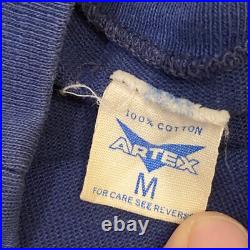 100% COTTON
ARTEX
M
FOR CARE SEE REVERSE